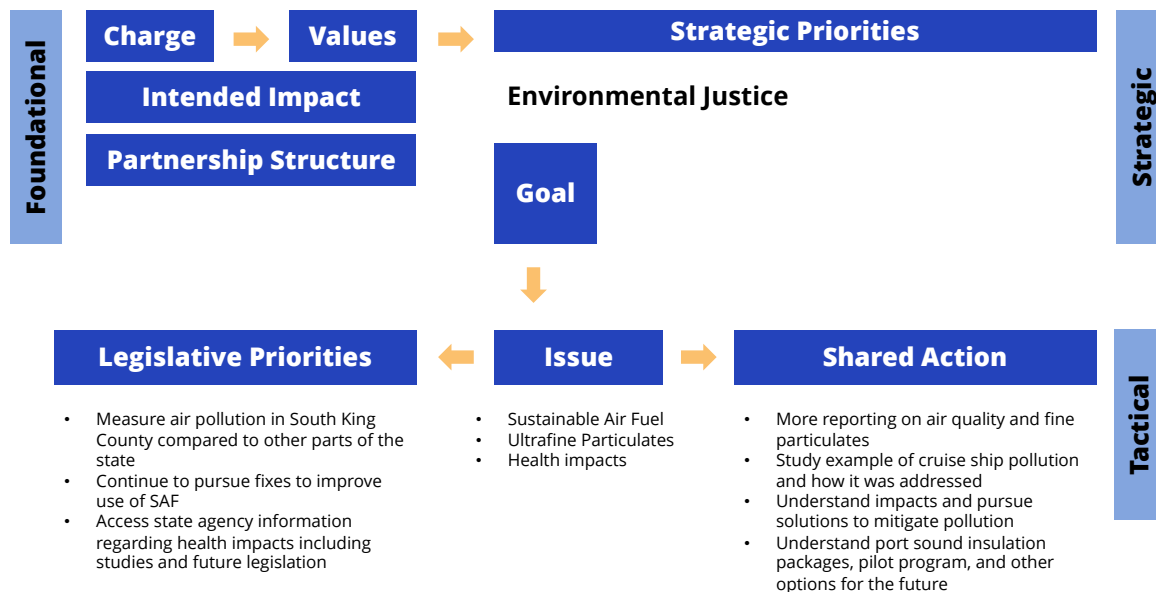 Foundational
Charge
Values
Strategic Priorities
Strategic
Intended Impact
Environmental Justice
Partnership Structure
Goal
Legislative Priorities
Issue
Shared Action
Tactical
• Measure air pollution in South King
County compared to other parts of the
state
• Continue to pursue fixes to improve
use of SAF
• Access state agency information
regarding health impacts including
studies and future legislation
• Sustainable Air Fuel
• Ultrafine Particulates
• Health impacts
• More reporting on air quality and fine
particulates
• Study example of cruise ship pollution
and how it was addressed
• Understand impacts and pursue
solutions to mitigate pollution
• Understand port sound insulation
packages, pilot program, and other
options for the future